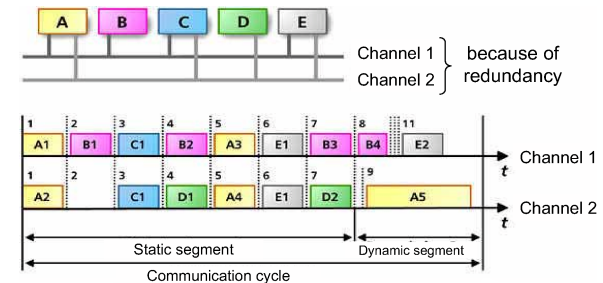 A B C D E
Channel 1
Channel 2
because of
redundancy
1 2 3 4 5 6 7 8 11
A1 B1 C1 B2 A3 E1 B3 B4 E2
t
Channel 1
1 2 3 4 5 6 7 9
A2 C1 D1 A4 E1 D2 A5
t
Channel 2
Static segment
Dynamic segment
Communication cycle